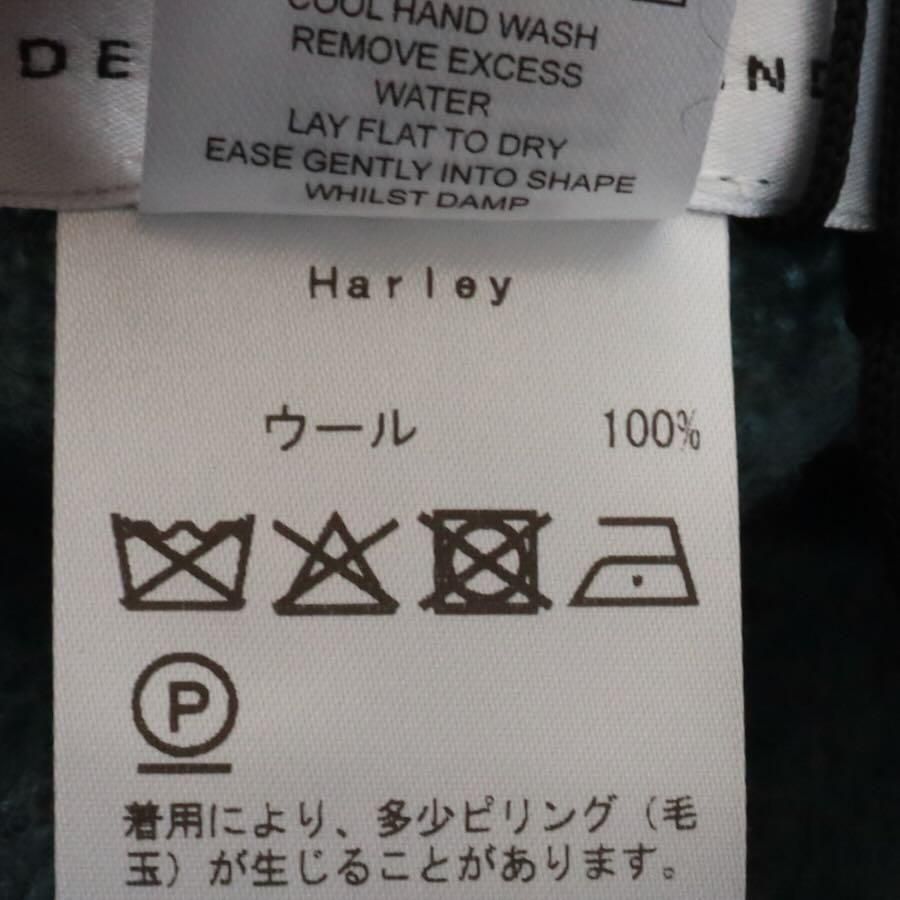 DE
COOL HAND WASH
REMOVE EXCESS
WATER
LAY FLAT TO DRY
EASE GENTLY INTO SHAPE
WHILST DAMP
Harley
ウール 100%
P
着用により、多少ピリング（毛
玉）が生じることがあります。